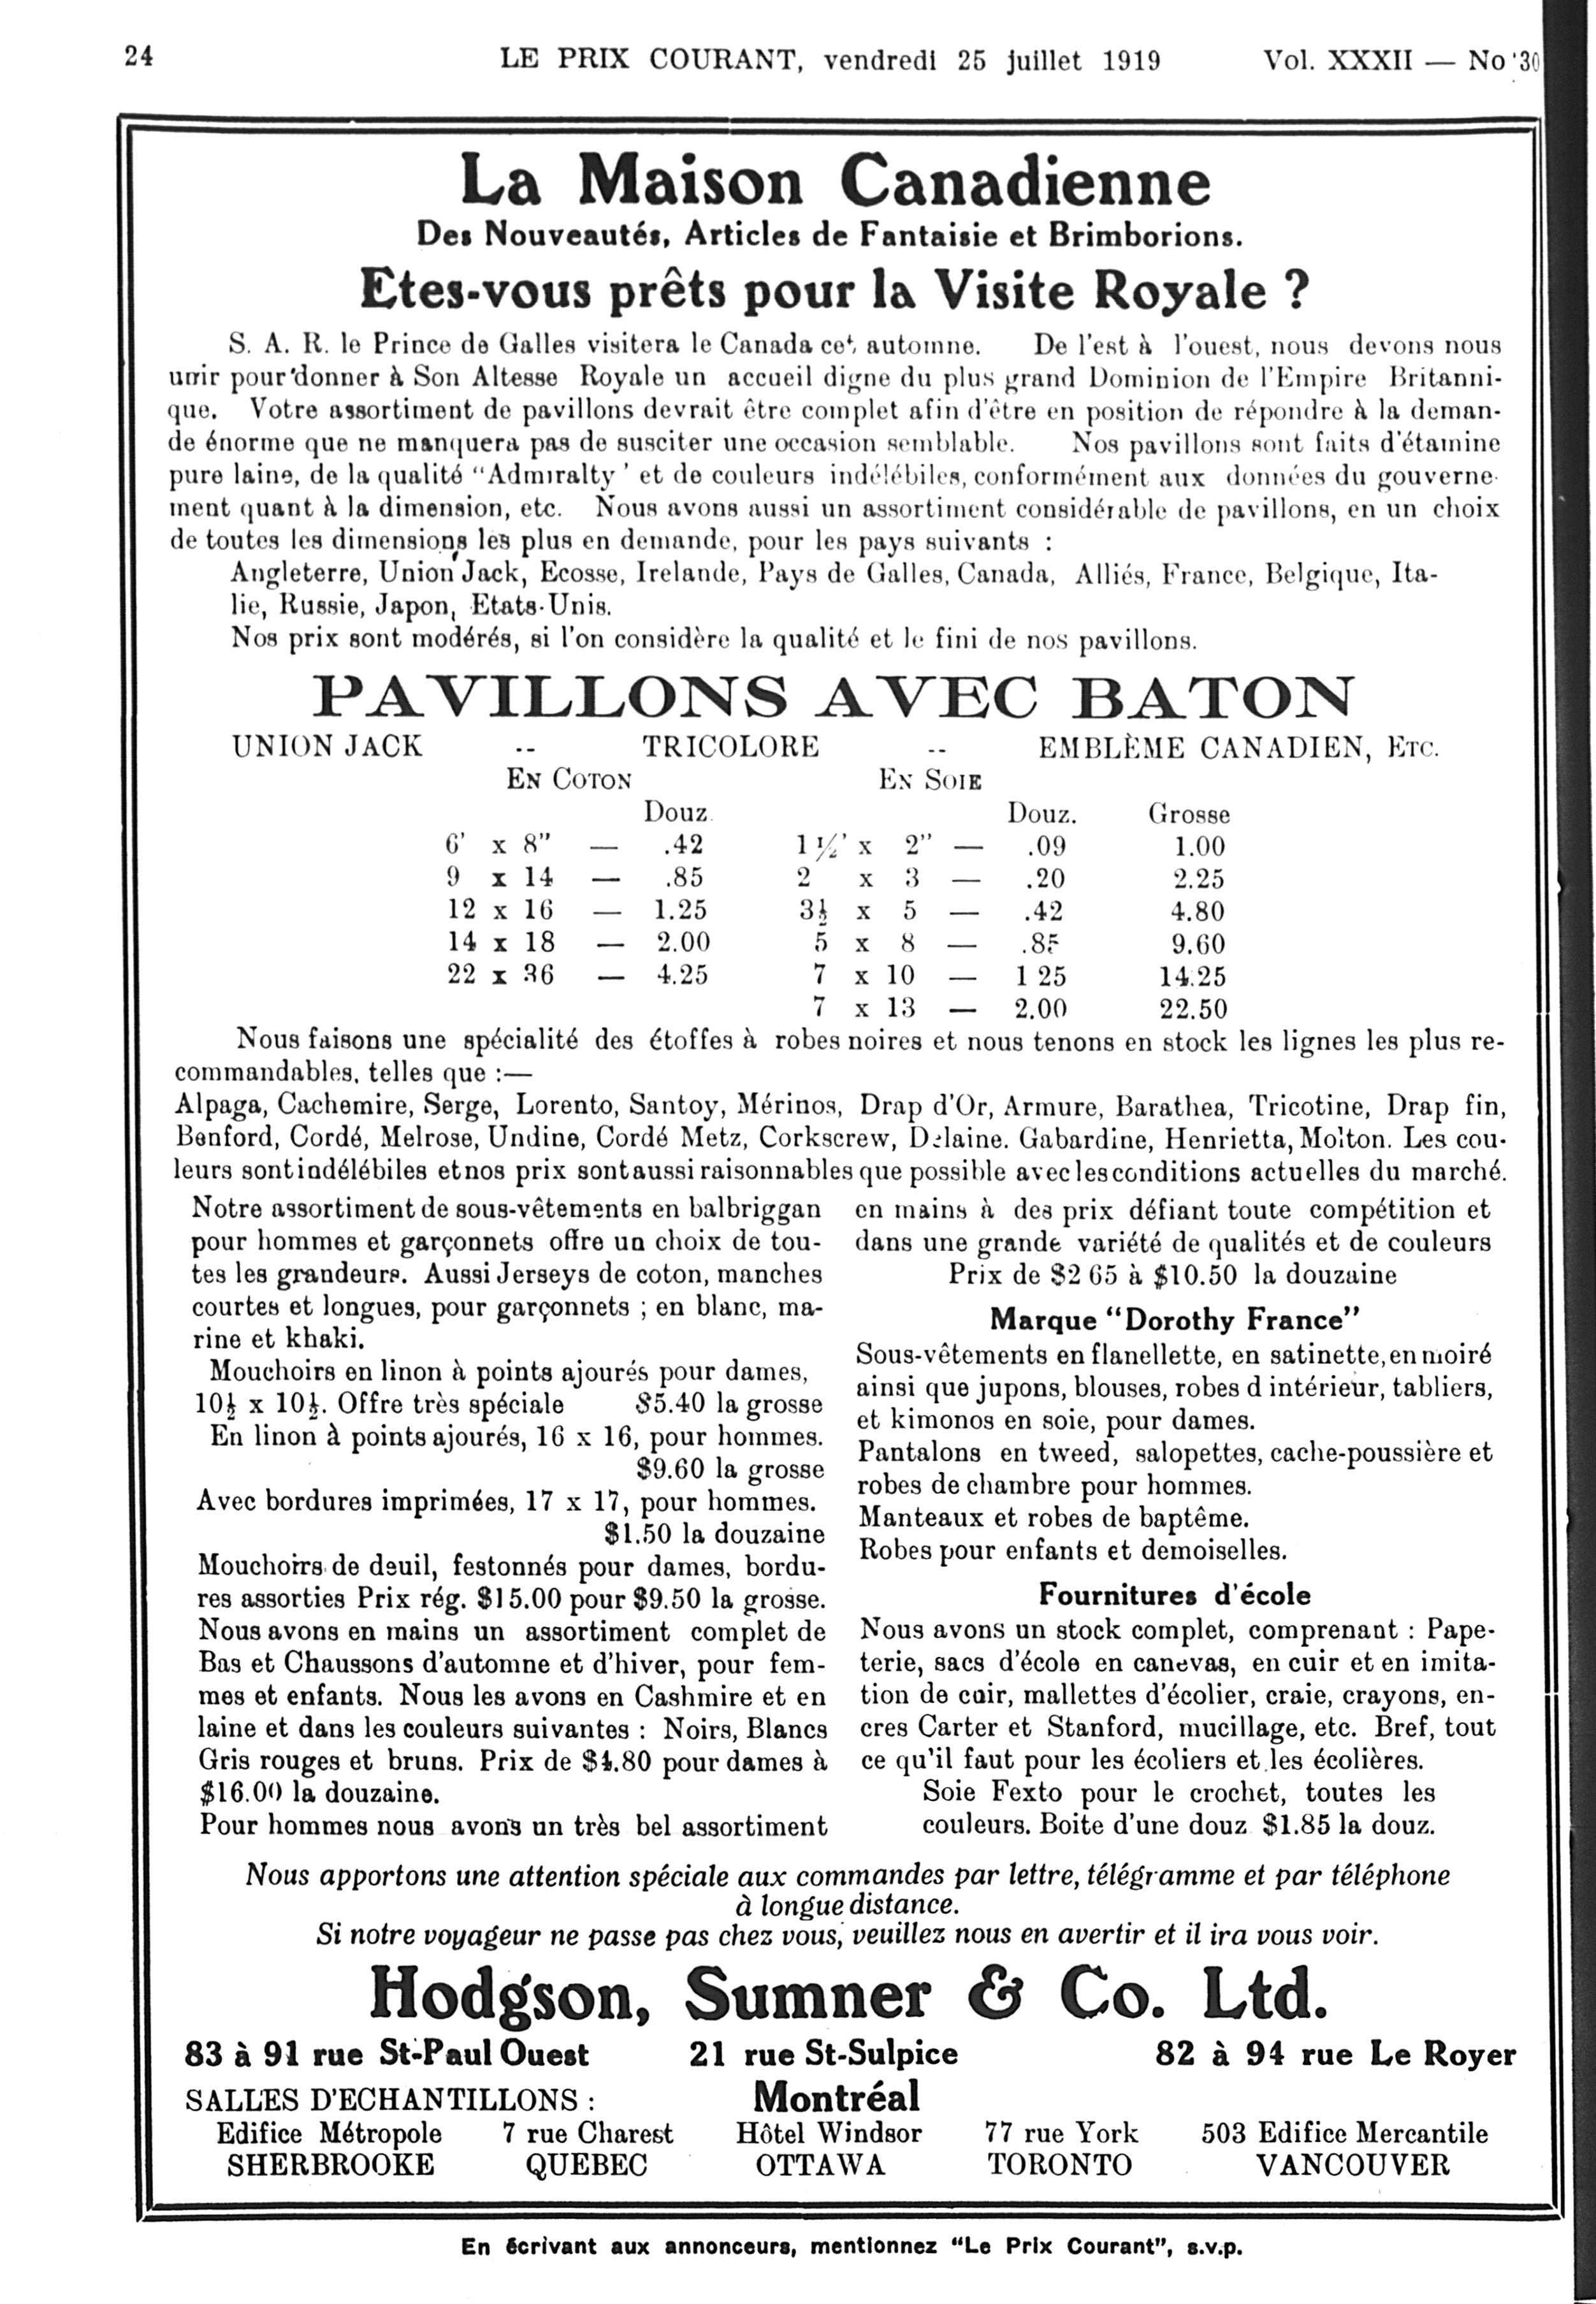 24
LE PRIX COURANT, vendredi 25 juillet 1919
Vol. XXXII — No 30
La Maison Canadienne
Des Nouveautés, Articles de Fantaisie et Brimborions.
Etes-vous prêts pour la Visite Royale ?
S. A. R. le Prince de Galles visitera le Canada cet automne. De l'est à l'ouest, nous devons nous
unir pour donner à Son Altesse Royale un accueil digne du plus grand Dominion de l'Empire Britanni-
que. Votre assortiment de pavillons devrait être complet afin d'être en position de répondre à la deman-
de énorme que ne manquera pas de susciter une occasion semblable. Nos pavillons sont faits d'étamine
pure laine, de la qualité "Admiralty' et de couleurs indélébiles, conformément aux données du gouverne-
ment quant à la dimension, etc. Nous avons aussi un assortiment considérable de pavillons, en un choix
de toutes les dimensions les plus en demande, pour les pays suivants :
Angleterre, Union Jack, Ecosse, Irelande, Pays de Galles, Canada, Alliés, France, Belgique, Ita-
lie, Russie, Japon, Etats-Unis.
Nos prix sont modérés, si l'on considère la qualité et le fini de nos pavillons.
PAVILLONS AVEC BATON
UNION JACK -- TRICOLORE -- EMBLÈME CANADIEN, ETC.
EN COTON EN SOIE
Douz. Douz. Grosse
6' x 8" — .42 1 ½' x 2" — .09 1.00
9 x 14 — .85 2 x 3 — .20 2.25
12 x 16 — 1.25 3½ x 5 — .42 4.80
14 x 18 — 2.00 5 x 8 — .85 9.60
22 x 36 — 4.25 7 x 10 — 1 25 14.25
7 x 13 — 2.00 22.50
Nous faisons une spécialité des étoffes à robes noires et nous tenons en stock les lignes les plus re-
commandables, telles que :—
Alpaga, Cachemire, Serge, Lorento, Santoy, Mérinos, Drap d'Or, Armure, Barathea, Tricotine, Drap fin,
Benford, Cordé, Melrose, Undine, Cordé Metz, Corkscrew, Delaine. Gabardine, Henrietta, Molton. Les cou-
leurs sont indélébiles et nos prix sont aussi raisonnables que possible avec les conditions actuelles du marché.
Notre assortiment de sous-vêtements en balbriggan
pour hommes et garçonnets offre un choix de tou-
tes les grandeurs. Aussi Jerseys de coton, manches
courtes et longues, pour garçonnets ; en blanc, ma-
rine et khaki.
Mouchoirs en linon à points ajourés pour dames,
10½ x 10½. Offre très spéciale $5.40 la grosse
En linon à points ajourés, 16 x 16, pour hommes.
$9.60 la grosse
Avec bordures imprimées, 17 x 17, pour hommes.
$1.50 la douzaine
Mouchoirs de deuil, festonnés pour dames, bordu-
res assorties Prix rég. $15.00 pour $9.50 la grosse.
Nous avons en mains un assortiment complet de
Bas et Chaussons d'automne et d'hiver, pour fem-
mes et enfants. Nous les avons en Cashmire et en
laine et dans les couleurs suivantes : Noirs, Blancs
Gris rouges et bruns. Prix de $4.80 pour dames à
$16.00 la douzaine.
Pour hommes nous avons un très bel assortiment
en mains à des prix défiant toute compétition et
dans une grande variété de qualités et de couleurs
Prix de $2 65 à $10.50 la douzaine
Marque "Dorothy France"
Sous-vêtements en flanellette, en satinette, en moiré
ainsi que jupons, blouses, robes d intérieur, tabliers,
et kimonos en soie, pour dames.
Pantalons en tweed, salopettes, cache-poussière et
robes de chambre pour hommes.
Manteaux et robes de baptême.
Robes pour enfants et demoiselles.
Fournitures d'école
Nous avons un stock complet, comprenant : Pape-
terie, sacs d'école en canevas, en cuir et en imita-
tion de cuir, mallettes d'écolier, craie, crayons, en-
cres Carter et Stanford, mucillage, etc. Bref, tout
ce qu'il faut pour les écoliers et les écolières.
Soie Fexto pour le crochet, toutes les
couleurs. Boite d'une douz $1.85 la douz.
Nous apportons une attention spéciale aux commandes par lettre, télégramme et par téléphone
à longue distance.
Si notre voyageur ne passe pas chez vous, veuillez nous en avertir et il ira vous voir.
Hodgson, Sumner & Co. Ltd.
83 à 91 rue St-Paul Ouest 21 rue St-Sulpice 82 à 94 rue Le Royer
SALLES D'ECHANTILLONS : Montréal
Edifice Métropole 7 rue Charest Hôtel Windsor 77 rue York 503 Edifice Mercantile
SHERBROOKE QUEBEC OTTAWA TORONTO VANCOUVER
En écrivant aux annonceurs, mentionnez "Le Prix Courant", s.v.p.